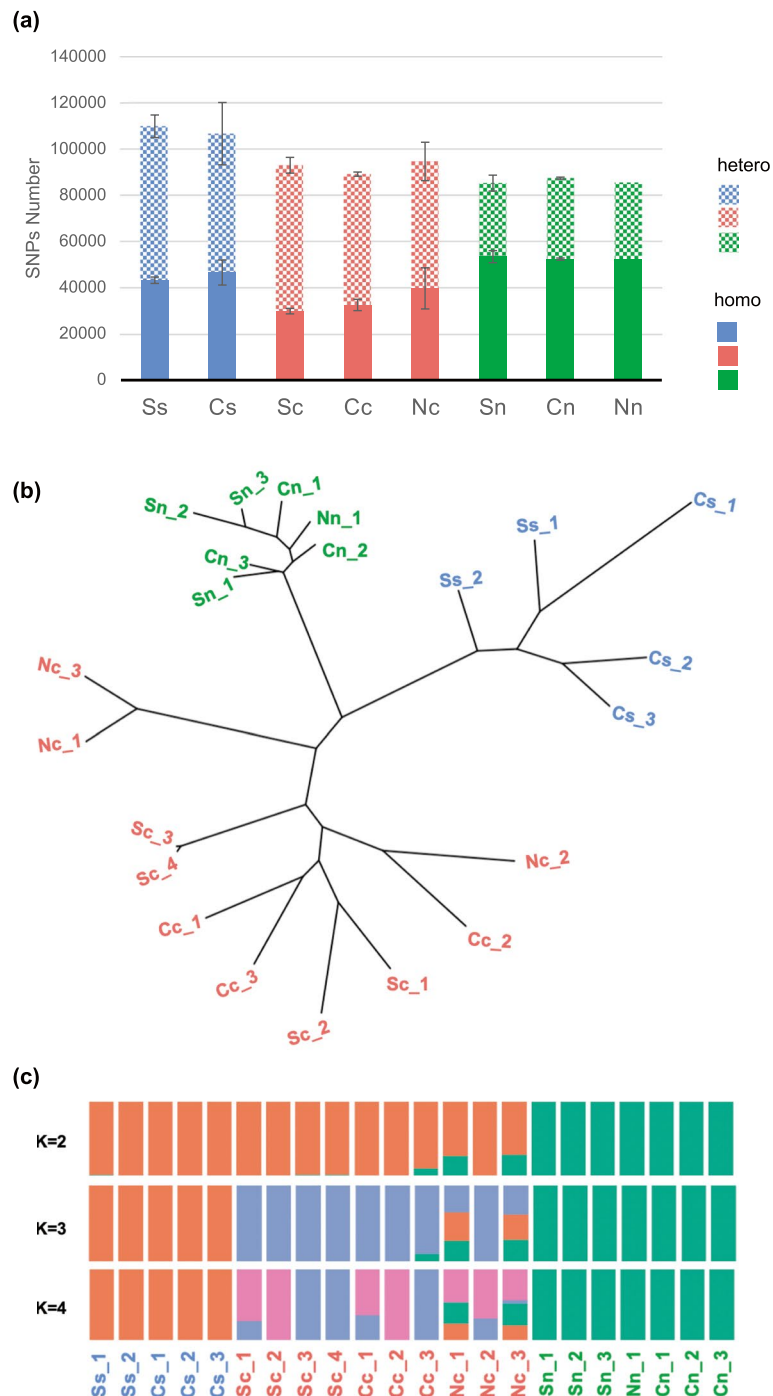 (a)
140000
120000
100000
80000
60000
40000
20000
0
SNPs Number
Ss Cs Sc Cc Nc Sn Cn Nn
hetero
homo
(b)
Sn_2
Sn_3
Cn_1
Nn_1
Cn_2
Cn_3
Sn_1
Ss_2
Ss_1
Cs_1
Cs_2
Cs_3
Nc_3
Nc_1
Sc_3
Sc_4
Cc_1
Cc_3
Sc_2
Sc_1
Cc_2
Nc_2
(c)
K=2
K=3
K=4
Ss_1 Ss_2 Cs_1 Cs_2 Cs_3 Sc_1 Sc_2 Sc_3 Sc_4 Cc_1 Cc_2 Cc_3 Nc_1 Nc_2 Nc_3 Sn_1 Sn_2 Sn_3 Nn_1 Cn_1 Cn_2 Cn_3